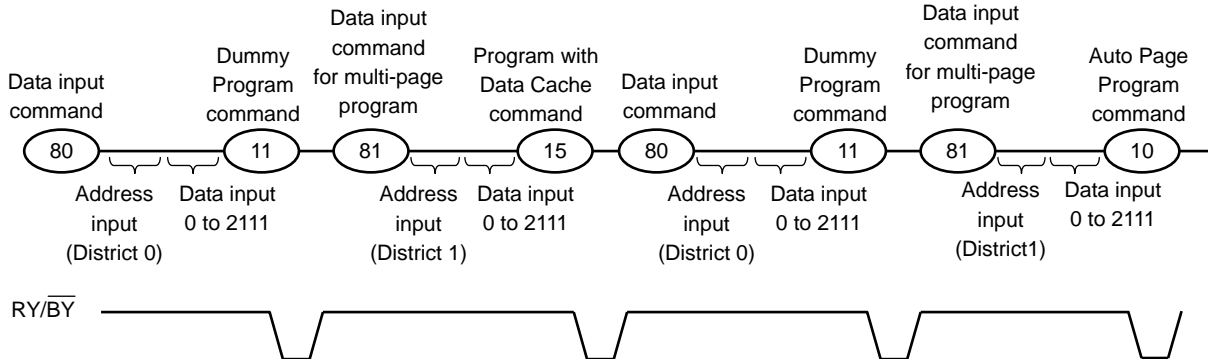 Data input
command
Dummy
Program
command
Data input
command
for multi-page
program
Program with
Data Cache
command
Data input
command
Dummy
Program
command
Data input
command
for multi-page
program
Auto Page
Program
command
80
11
81
15
80
11
81
10
Address
input
(District 0)
Data input
0 to 2111
Address
input
(District 1)
Data input
0 to 2111
Address
input
(District 0)
Data input
0 to 2111
Address
input
(District1)
Data input
0 to 2111
RY/B̅Y̅